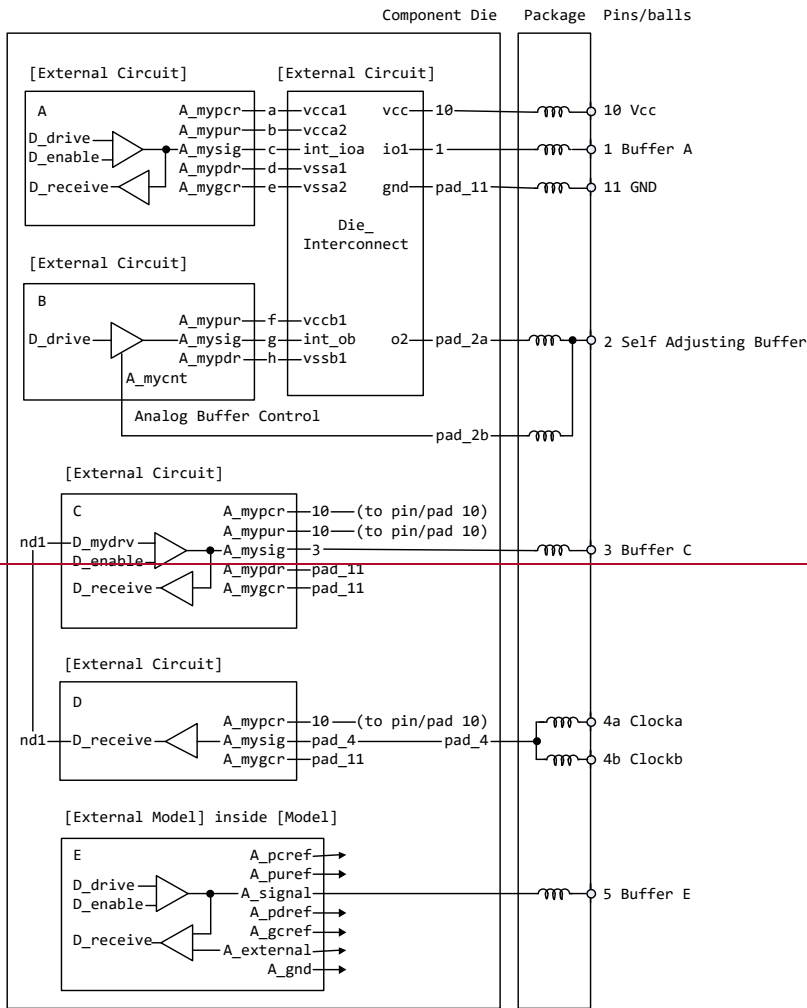 Component Die Package Pins/balls
[External Circuit] [External Circuit]
A A_mypcr a vcca1 vcc 10 10 Vcc
D_drive A_mypur b vcca2
D_enable A_mysig c int_ioa io1 1 1 Buffer A
A_mypdr d vssa1
D_receive A_mygcr e vssa2 gnd pad_11 11 GND
Die_
Interconnect
[External Circuit]
B
A_mypur f vccb1
D_drive A_mysig g int_ob o2 pad_2a 2 Self Adjusting Buffer
A_mypdr h vssb1
A_mycnt
Analog Buffer Control
pad_2b
[External Circuit]
C A_mypcr 10 (to pin/pad 10)
A_mypur 10 (to pin/pad 10)
nd1 D_mydrv A_mysig 3 3 Buffer C
D_enable A_mypdr pad_11
D_receive A_mygcr pad_11
[External Circuit]
D
A_mypcr 10 (to pin/pad 10) 4a Clocka
nd1 D_receive A_mysig pad_4 pad_4
A_mygcr pad_11 4b Clockb
[External Model] inside [Model]
E A_pcref
A_puref
D_drive A_signal 5 Buffer E
D_enable A_pdref
A_gcref
D_receive A_external
A_gnd